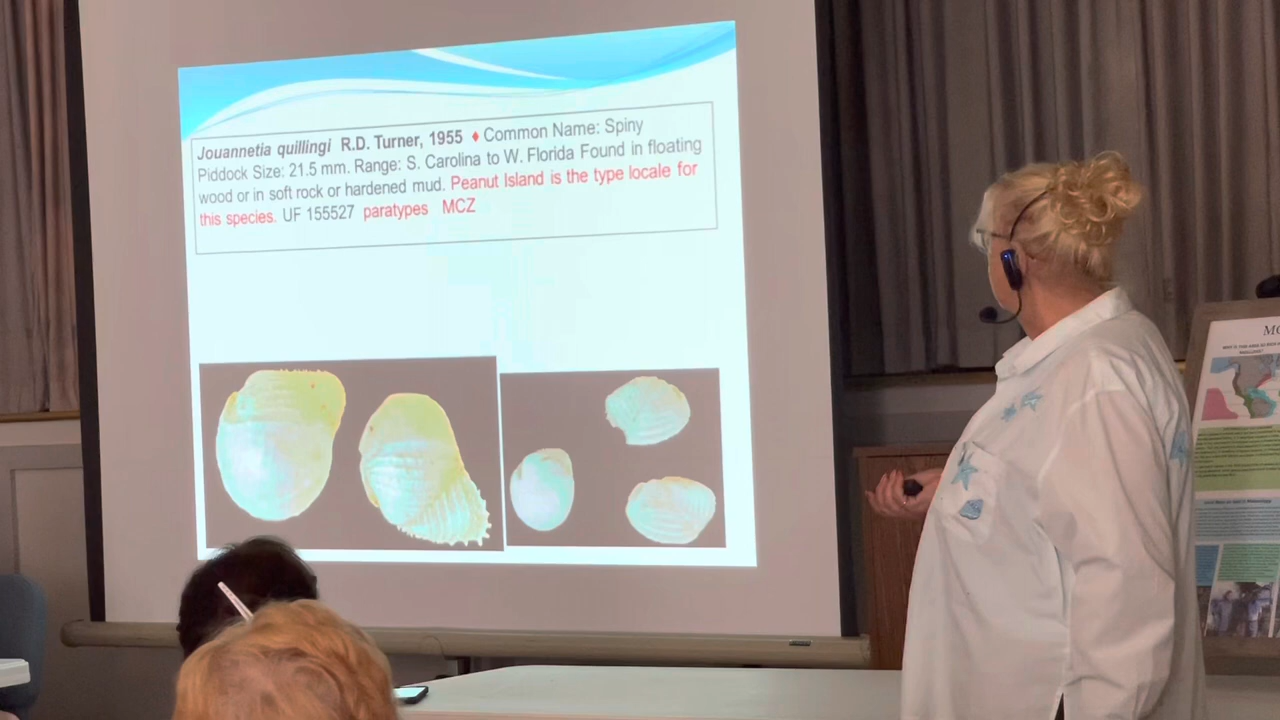 Jouannetia quillingi R.D. Turner, 1955 ♦ Common Name: Spiny
Piddock Size: 21.5 mm. Range: S. Carolina to W. Florida Found in floating
wood or in soft rock or hardened mud. Peanut Island is the type locale for
this species. UF 155527 paratypes MCZ